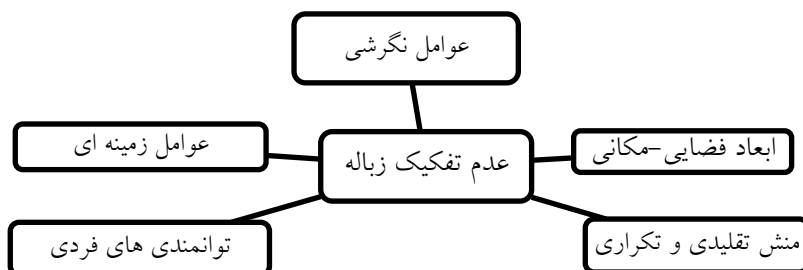 عوامل نگرشی
ابعاد فضایی-مکانی
عدم تفکیک زباله
عوامل زمینه ای
منش تقلیدی و تکراری
توانمندی های فردی